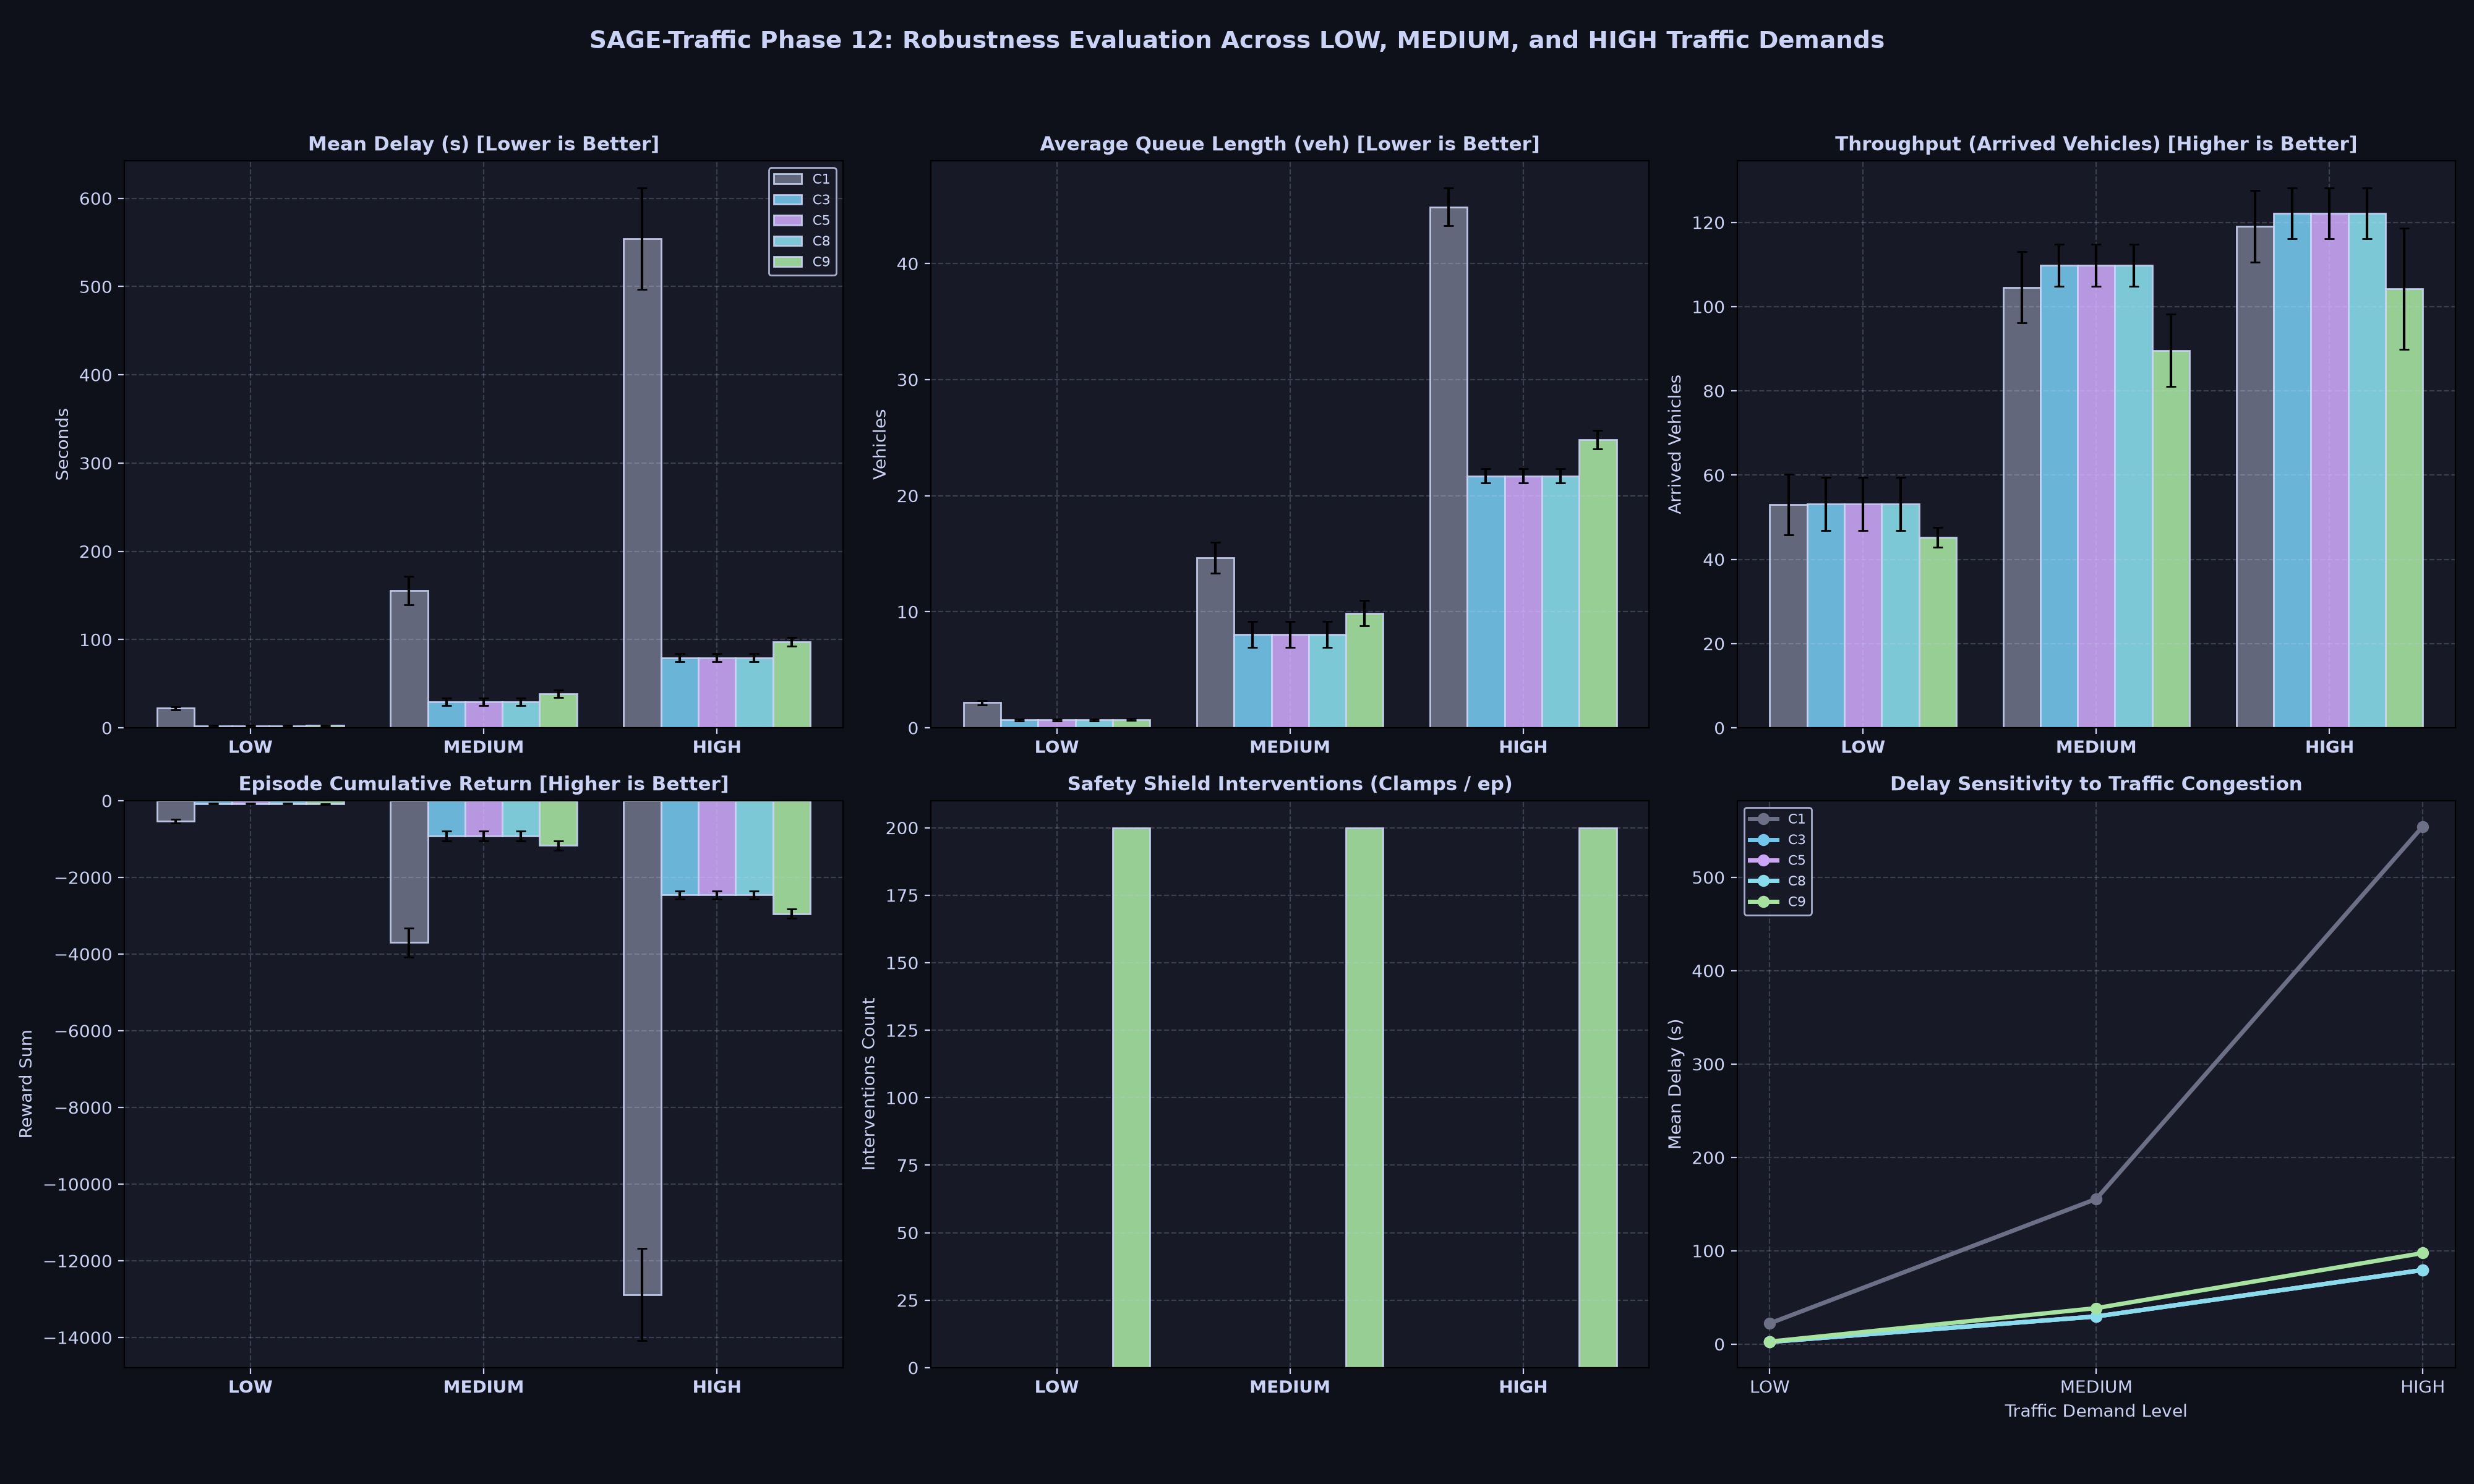 SAGE-Traffic Phase 12: Robustness Evaluation Across LOW, MEDIUM, and HIGH Traffic Demands
Mean Delay (s) [Lower is Better]
Seconds
600
500
400
300
200
100
0
LOW
MEDIUM
HIGH
C1
C3
C5
C8
C9
Average Queue Length (veh) [Lower is Better]
Vehicles
40
30
20
10
0
LOW
MEDIUM
HIGH
Throughput (Arrived Vehicles) [Higher is Better]
Arrived Vehicles
120
100
80
60
40
20
0
LOW
MEDIUM
HIGH
Episode Cumulative Return [Higher is Better]
Reward Sum
0
−2000
−4000
−6000
−8000
−10000
−12000
−14000
LOW
MEDIUM
HIGH
Safety Shield Interventions (Clamps / ep)
Interventions Count
200
175
150
125
100
75
50
25
0
LOW
MEDIUM
HIGH
Delay Sensitivity to Traffic Congestion
Mean Delay (s)
500
400
300
200
100
0
C1
C3
C5
C8
C9
LOW
MEDIUM
HIGH
Traffic Demand Level